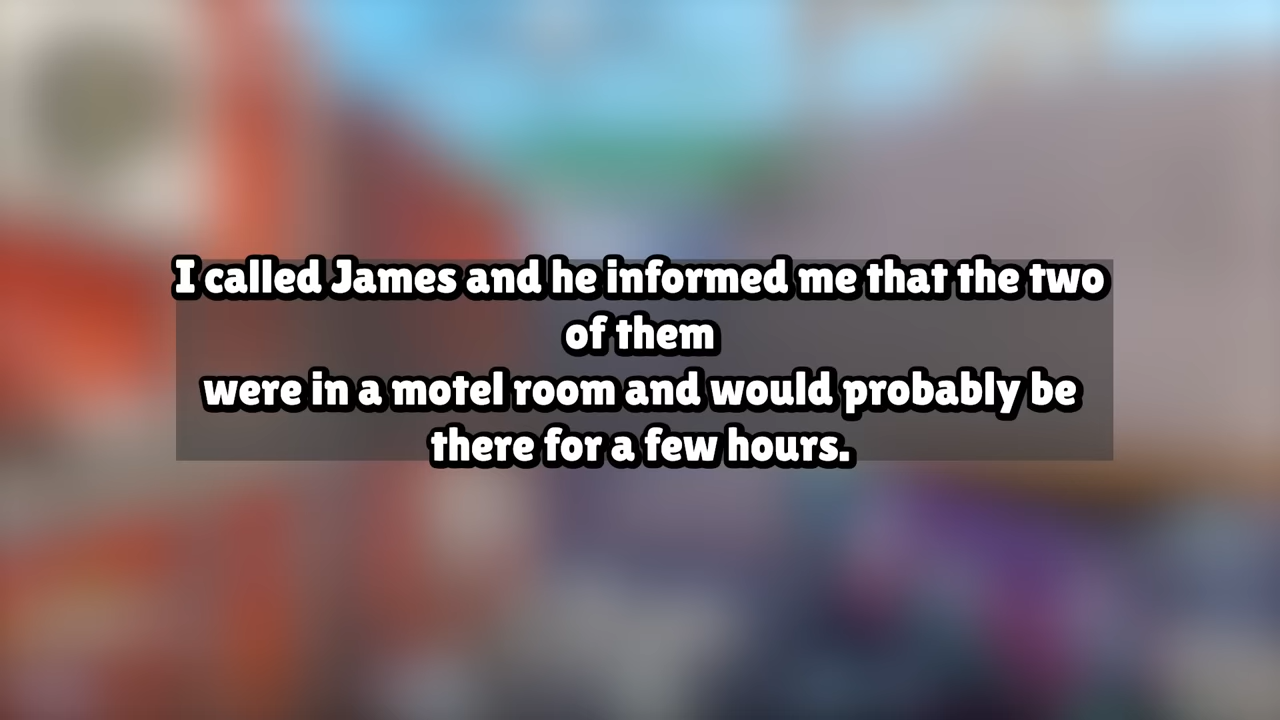 I called James and he informed me that the two
of them
were in a motel room and would probably be
there for a few hours.